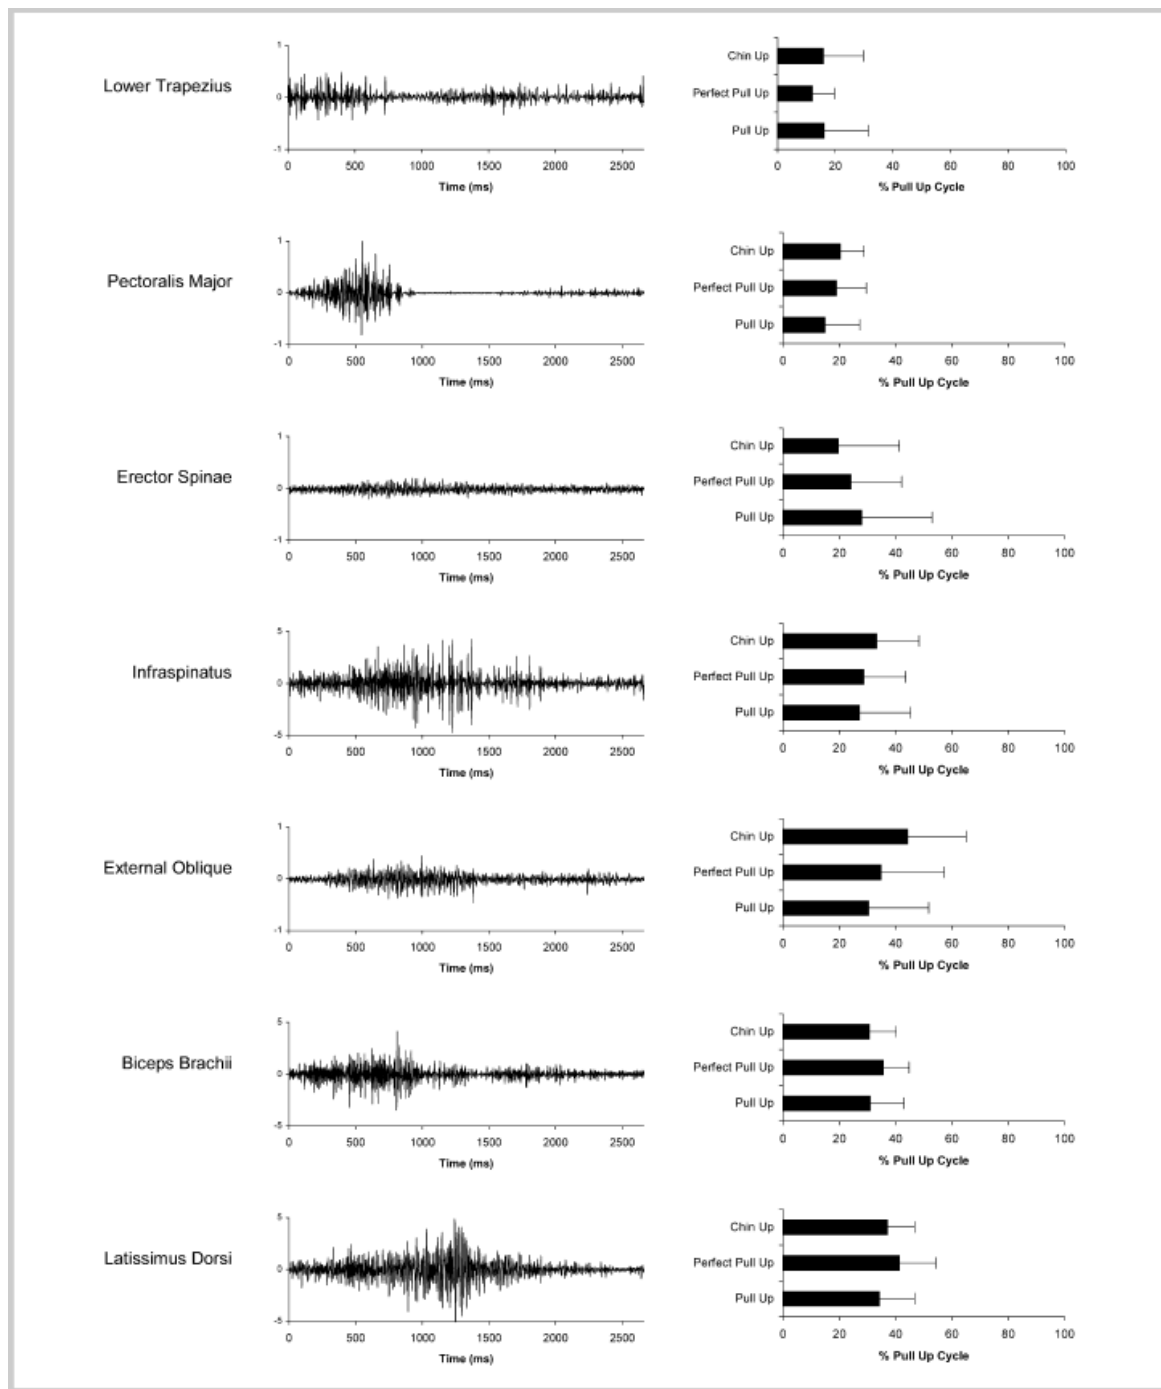 Lower Trapezius
1
0
-1
0 500 1000 1500 2000 2500
Time (ms)
Chin Up
Perfect Pull Up
Pull Up
0 20 40 60 80 100
% Pull Up Cycle
Pectoralis Major
1
0
-1
0 500 1000 1500 2000 2500
Time (ms)
Chin Up
Perfect Pull Up
Pull Up
0 20 40 60 80 100
% Pull Up Cycle
Erector Spinae
1
0
-1
0 500 1000 1500 2000 2500
Time (ms)
Chin Up
Perfect Pull Up
Pull Up
0 20 40 60 80 100
% Pull Up Cycle
Infraspinatus
5
0
-5
0 500 1000 1500 2000 2500
Time (ms)
Chin Up
Perfect Pull Up
Pull Up
0 20 40 60 80 100
% Pull Up Cycle
External Oblique
1
0
-1
0 500 1000 1500 2000 2500
Time (ms)
Chin Up
Perfect Pull Up
Pull Up
0 20 40 60 80 100
% Pull Up Cycle
Biceps Brachii
5
0
-5
0 500 1000 1500 2000 2500
Time (ms)
Chin Up
Perfect Pull Up
Pull Up
0 20 40 60 80 100
% Pull Up Cycle
Latissimus Dorsi
5
0
-5
0 500 1000 1500 2000 2500
Time (ms)
Chin Up
Perfect Pull Up
Pull Up
0 20 40 60 80 100
% Pull Up Cycle